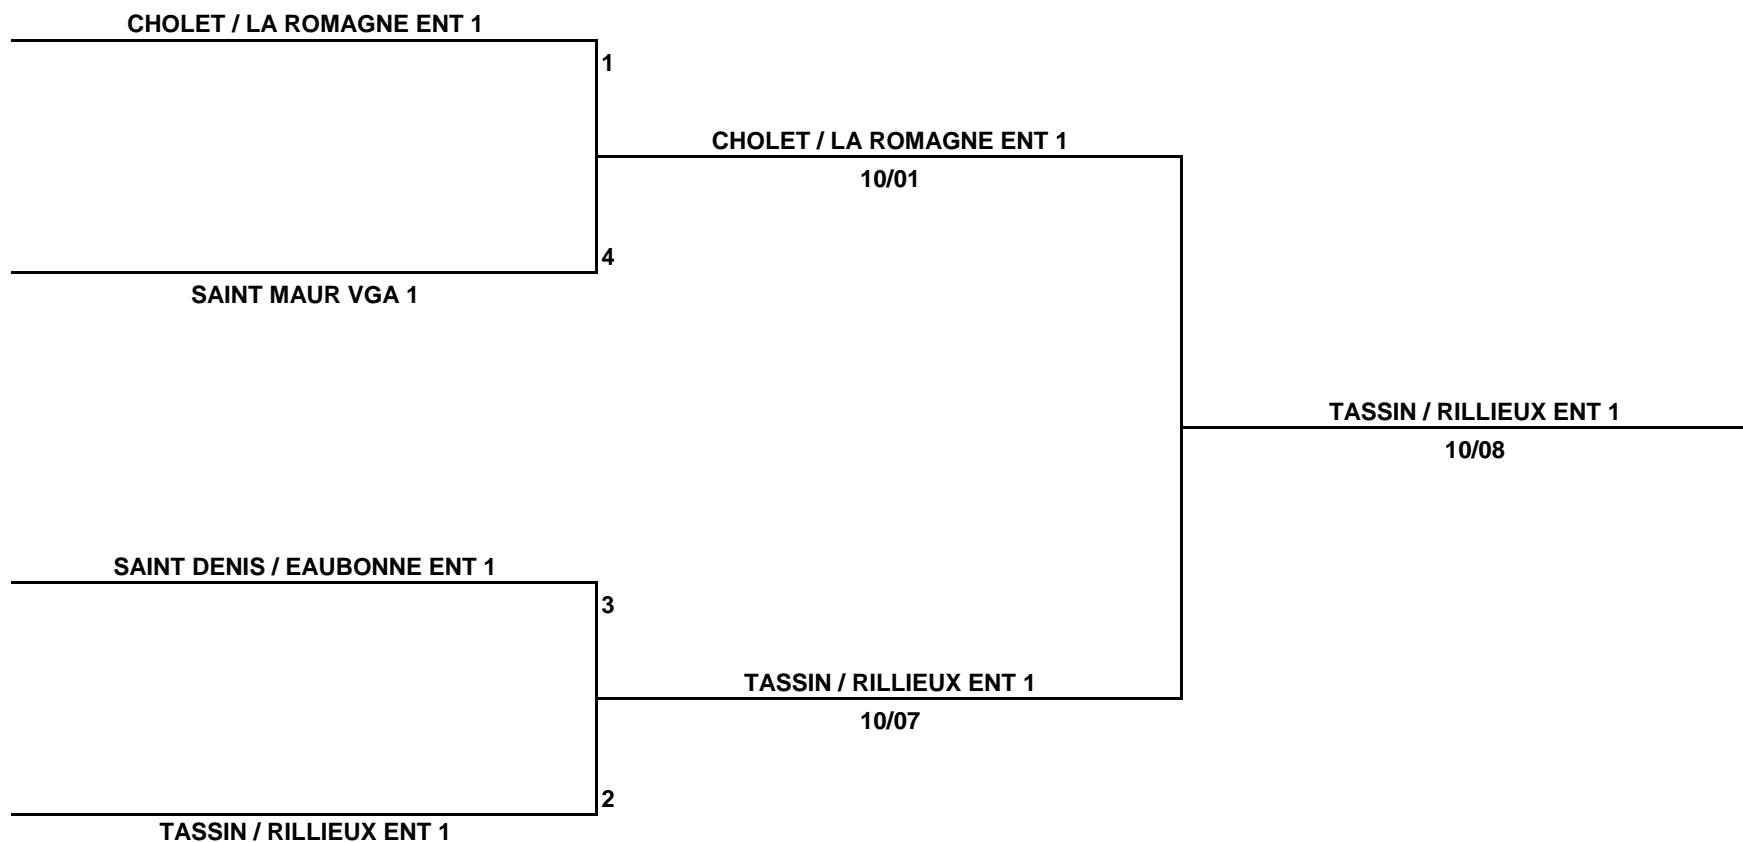 CHOLET / LA ROMAGNE ENT 1
1
CHOLET / LA ROMAGNE ENT 1
10/01
4
SAINT MAUR VGA 1
TASSIN / RILLIEUX ENT 1
10/08
SAINT DENIS / EAUBONNE ENT 1
3
TASSIN / RILLIEUX ENT 1
10/07
2
TASSIN / RILLIEUX ENT 1